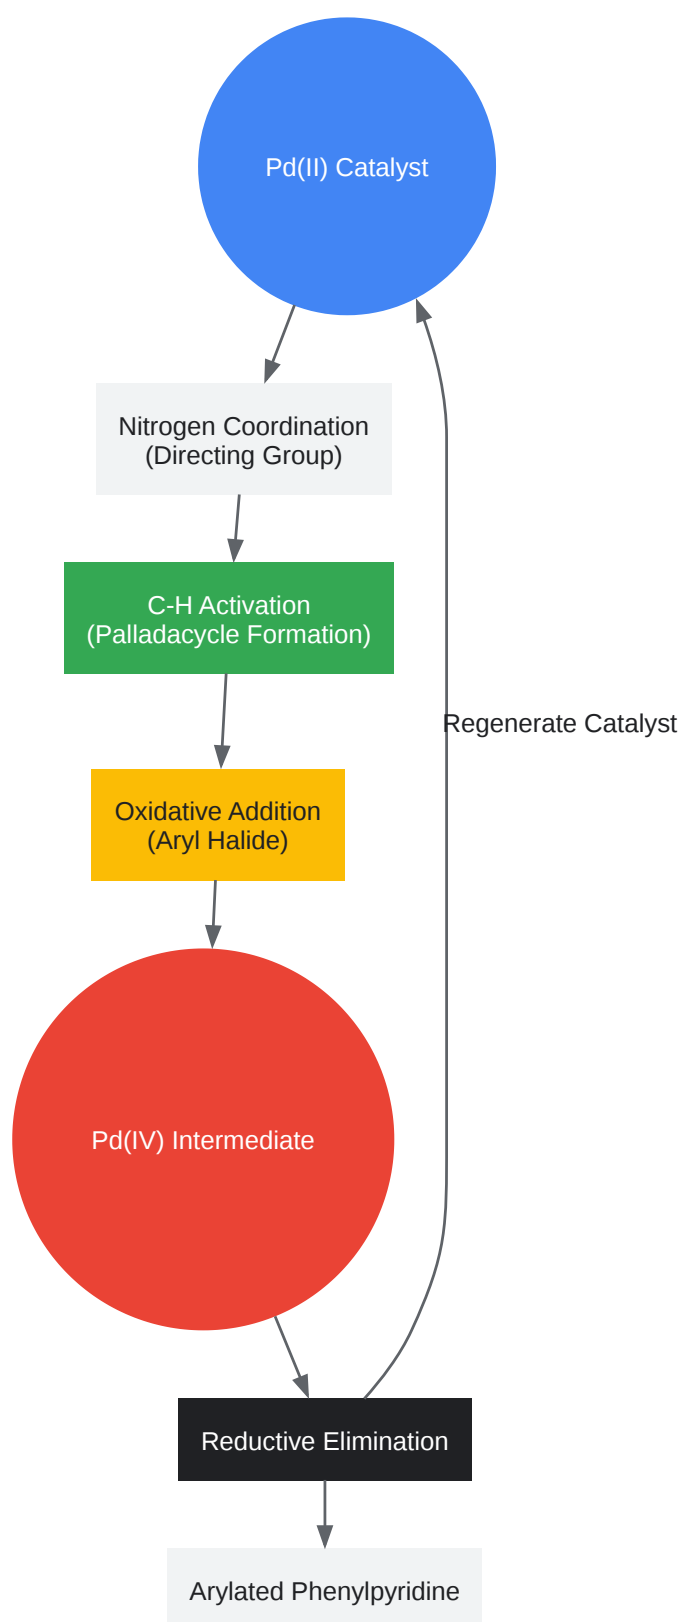 Pd(II) Catalyst
Nitrogen Coordination
(Directing Group)
C-H Activation
(Palladacycle Formation)
Regenerate Catalyst
Oxidative Addition
(Aryl Halide)
Pd(IV) Intermediate
Reductive Elimination
Arylated Phenylpyridine